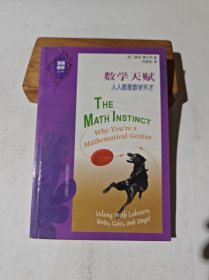 数学天赋
人人都是数学天才
THE
MATH INSTINCT
Why You're a
Mathematical Genius
(Along With Lobsters,
Birds, Cats, and Dogs)